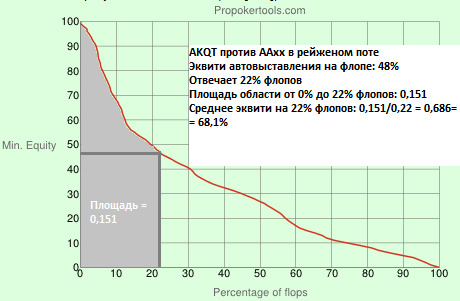 Propokertools.com
АКQТ против ААхх в рейженом поте
Эквити автовыставления на флопе: 48%
Отвечает 22% флопов
Площадь области от 0% до 22% флопов: 0,151
Среднее эквити на 22% флопов: 0,151/0,22 = 0,686=
= 68,1%
100
90
80
70
60
50
40
30
20
10
0
Min. Equity
Площадь =
0,151
0 10 20 30 40 50 60 70 80 90 100
Percentage of flops